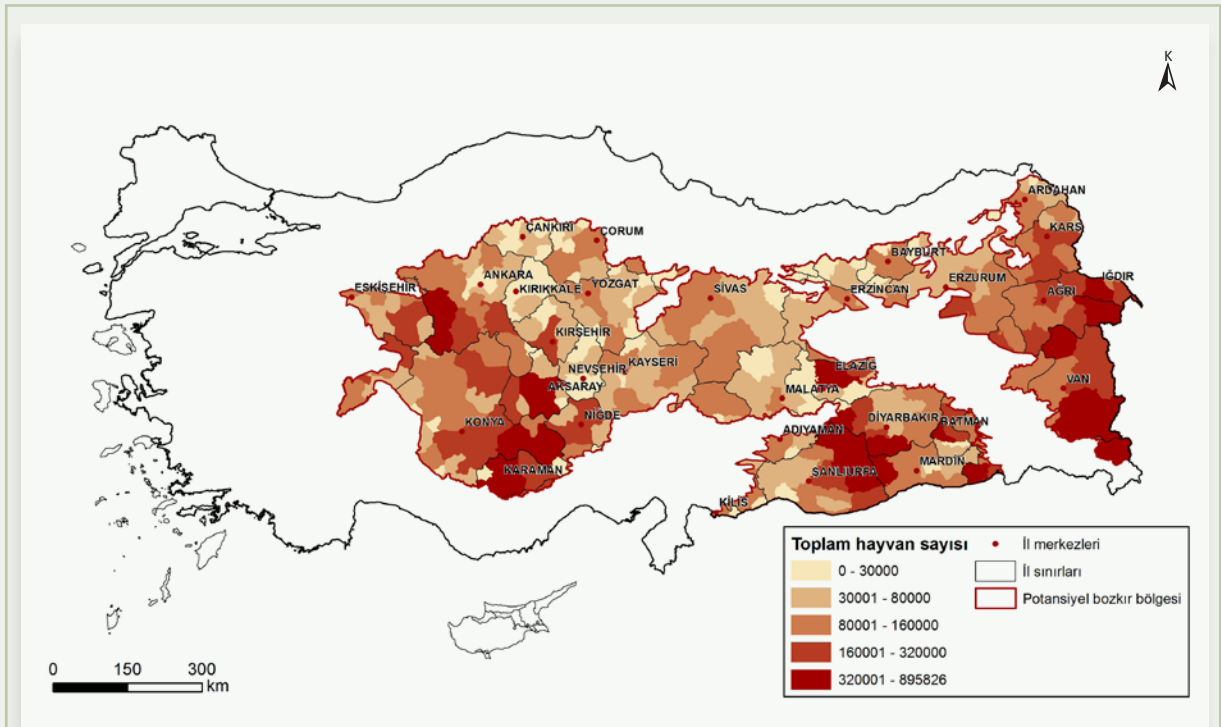 K
ARDAHAN
KARS
ÇANKIRI
ÇORUM
BAYBURT
IĞDIR
ANKARA
ERZURUM
AĞRI
ESKİŞEHİR
KIRIKKALE
YOZGAT
SİVAS
ERZİNCAN
KIRŞEHİR
NEVŞEHİR
KAYSERİ
ELAZIĞ
VAN
AKSARAY
MALATYA
KONYA
NİĞDE
ADIYAMAN
DİYARBAKIR
BATMAN
KARAMAN
ŞANLIURFA
MARDİN
KİLİS
Toplam hayvan sayısı
0 - 30000
30001 - 80000
80001 - 160000
160001 - 320000
320001 - 895826
İl merkezleri
İl sınırları
Potansiyel bozkır bölgesi
0 150 300
km